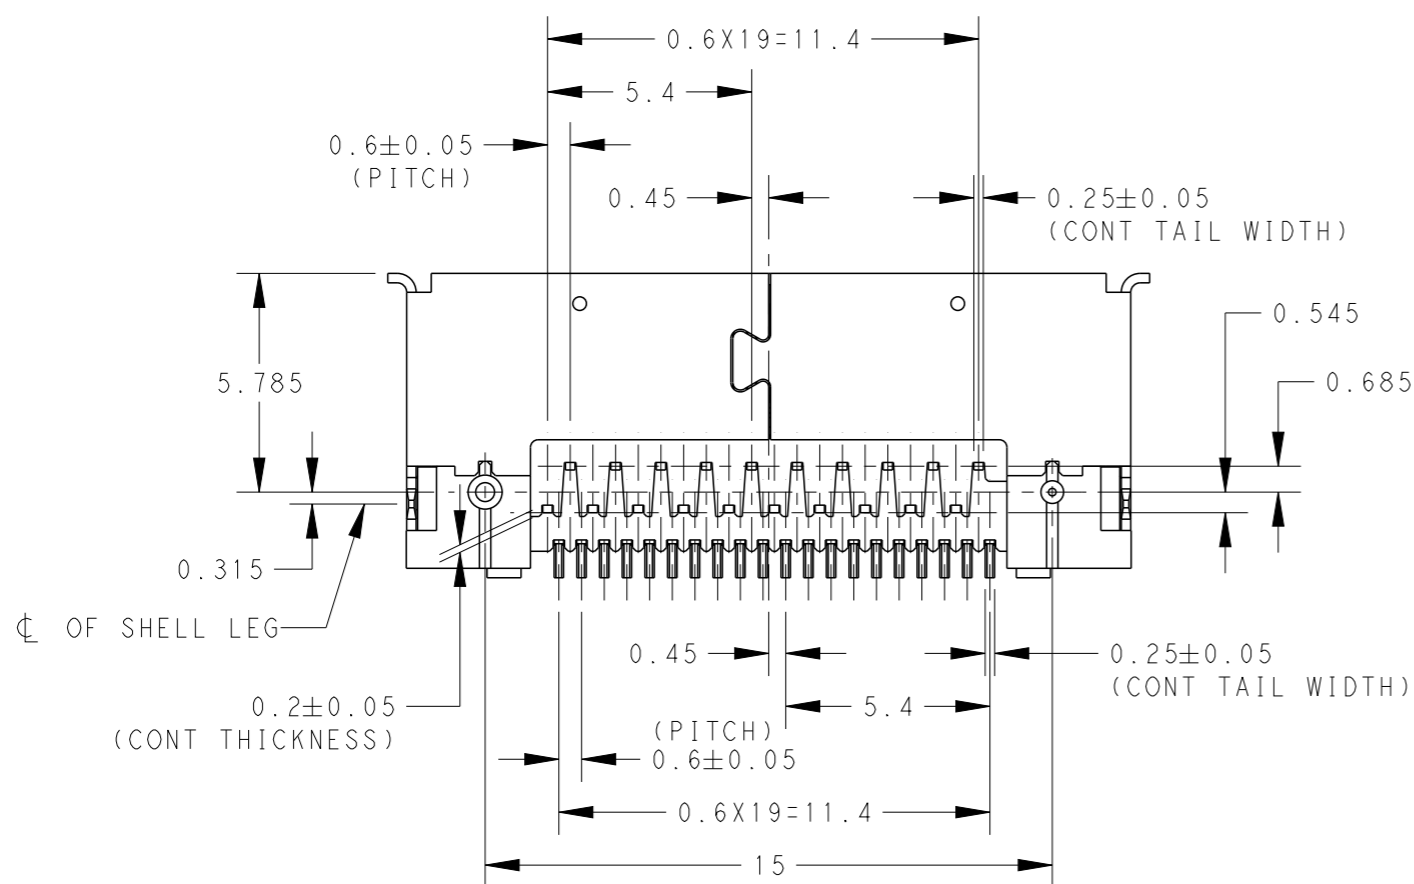 0.6X19=11.4
5.4
0.6±0.05
(PITCH)
0.45
0.25±0.05
(CONT TAIL WIDTH)
0.545
5.785
0.685
0.315
℄ OF SHELL LEG
0.45
0.25±0.05
(CONT TAIL WIDTH)
0.2±0.05
(CONT THICKNESS)
5.4
(PITCH)
0.6±0.05
0.6X19=11.4
15